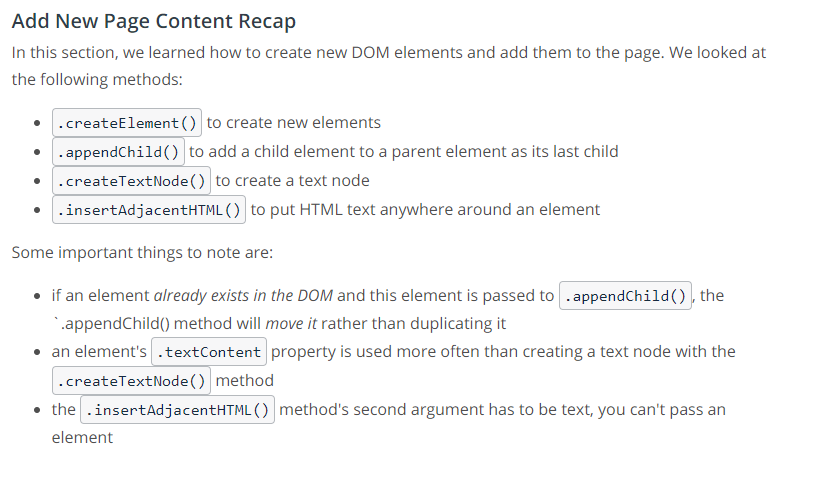 Add New Page Content Recap
In this section, we learned how to create new DOM elements and add them to the page. We looked at
the following methods:
• .createElement() to create new elements
• .appendChild() to add a child element to a parent element as its last child
• .createTextNode() to create a text node
• .insertAdjacentHTML() to put HTML text anywhere around an element
Some important things to note are:
• if an element already exists in the DOM and this element is passed to .appendChild(), the
`.appendChild() method will move it rather than duplicating it
• an element's .textContent property is used more often than creating a text node with the
.createTextNode() method
• the .insertAdjacentHTML() method's second argument has to be text, you can't pass an
element